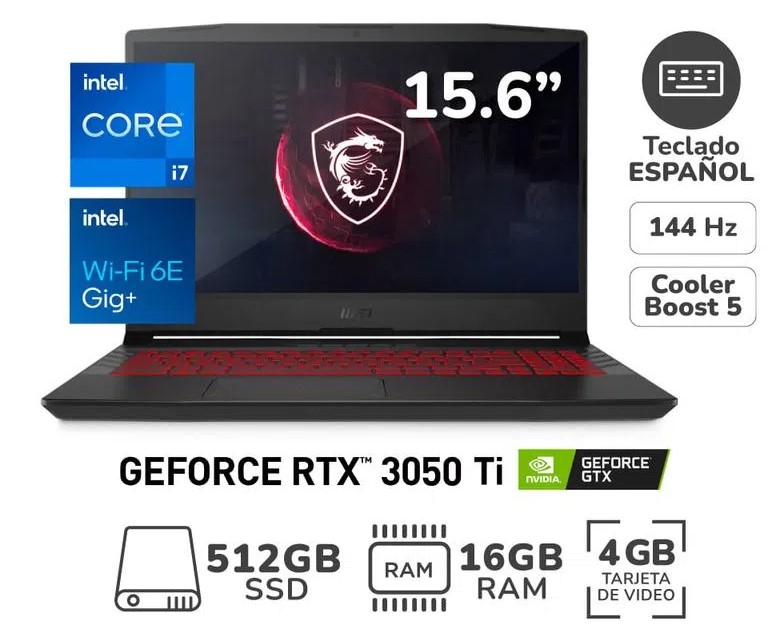 intel.
CORE
i7
intel.
Wi-Fi 6E
Gig+
15.6”
msi
Teclado
ESPAÑOL
144 Hz
Cooler
Boost 5
GEFORCE RTX™ 3050 Ti
NVIDIA.
GEFORCE
GTX
512GB
SSD
RAM
16GB
RAM
4GB
TARJETA
DE VIDEO